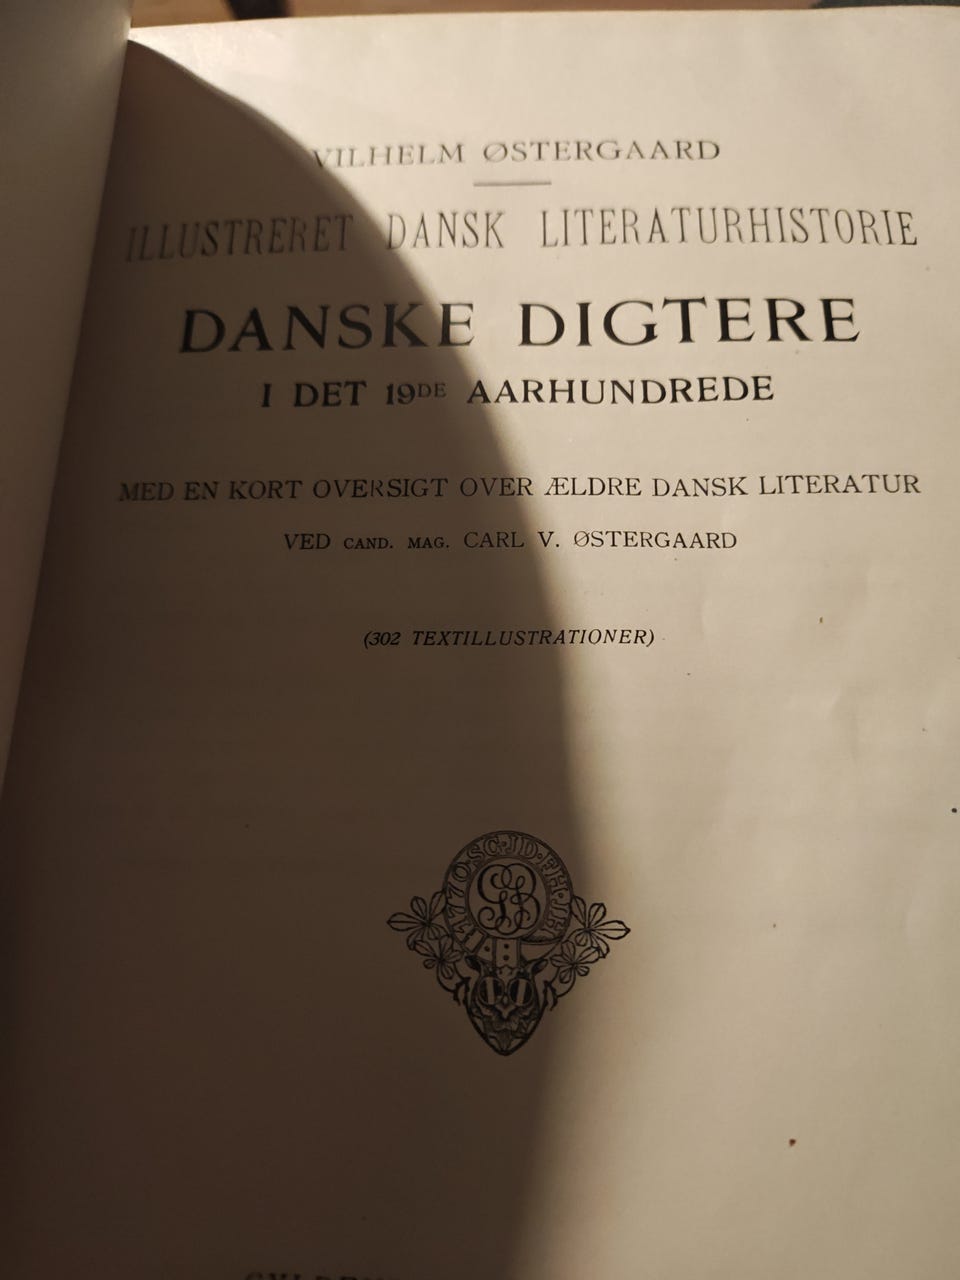 VILHELM ØSTERGAARD
ILLUSTRERET DANSK LITERATURHISTORIE
DANSKE DIGTERE
I DET 19DE AARHUNDREDE
MED EN KORT OVERSIGT OVER ÆLDRE DANSK LITERATUR
VED CAND. MAG. CARL V. ØSTERGAARD
(302 TEXTILLUSTRATIONER)